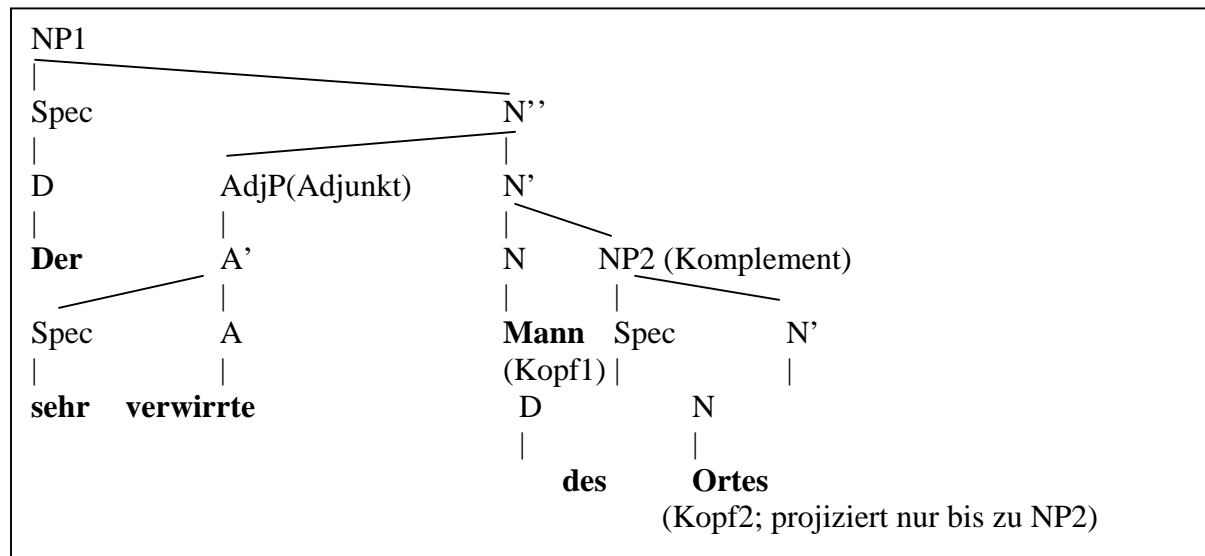 NP1
|
Spec N’’
| |
D AdjP(Adjunkt) N’
| | |
Der A’ N NP2 (Komplement)
| | |
Spec A Mann Spec N’
| | (Kopf1) | |
sehr verwirrte D N
| |
des Ortes
(Kopf2; projiziert nur bis zu NP2)